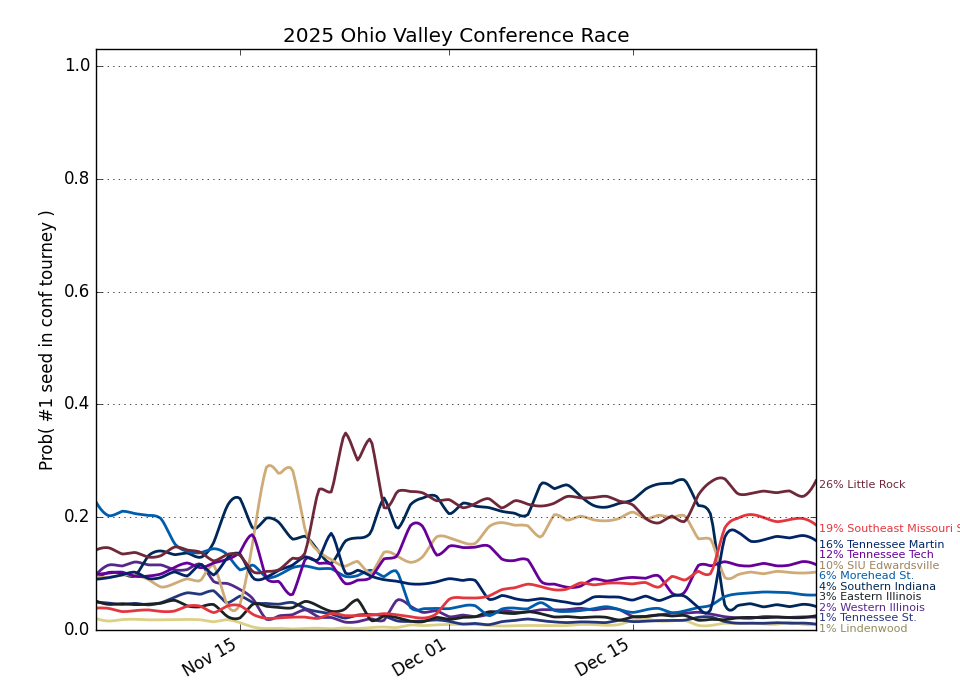 2025 Ohio Valley Conference Race
Prob( #1 seed in conf tourney )
1.0
0.8
0.6
0.4
0.2
0.0
Nov 15
Dec 01
Dec 15
26% Little Rock
19% Southeast Missouri S
16% Tennessee Martin
12% Tennessee Tech
10% SIU Edwardsville
6% Morehead St.
4% Southern Indiana
3% Eastern Illinois
2% Western Illinois
1% Tennessee St.
1% Lindenwood